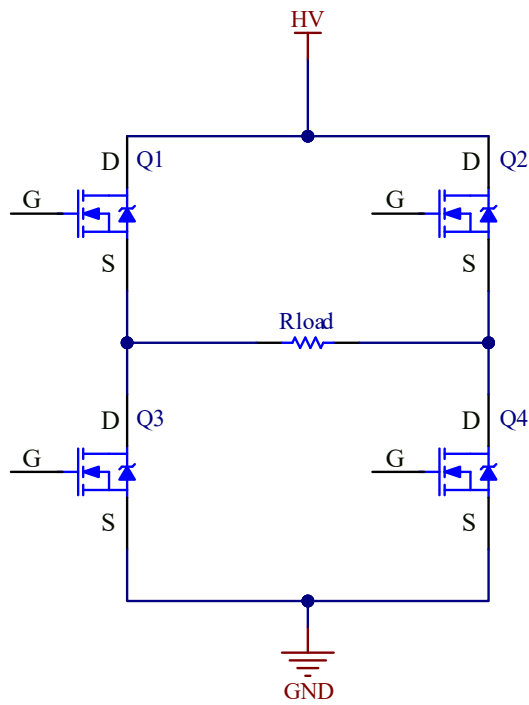 HV
D Q1 D Q2
G G
S S
Rload
D Q3 D Q4
G G
S S
GND